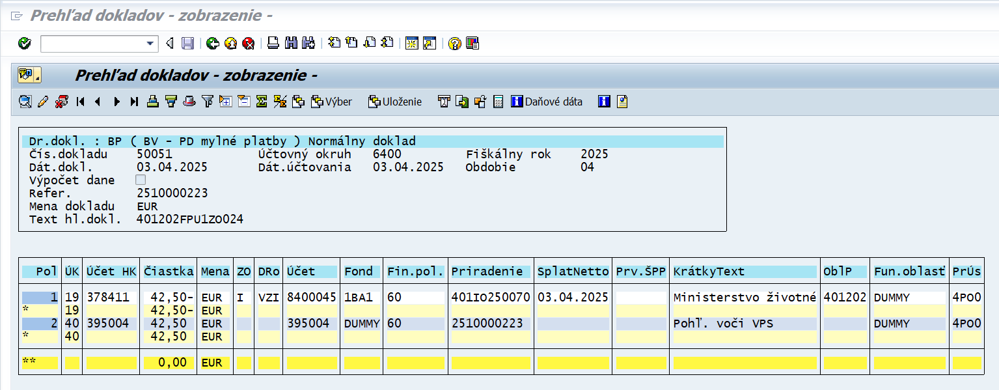 Prehľad dokladov - zobrazenie -
Prehľad dokladov - zobrazenie -
Výber Uloženie Daňové dáta
Dr.dokl. : BP ( BV - PD mylné platby ) Normálny doklad
Čís.dokladu 50051 Účtovný okruh 6400 Fiškálny rok 2025
Dát.dokl. 03.04.2025 Dát.účtovania 03.04.2025 Obdobie 04
Výpočet dane
Refer. 2510000223
Mena dokladu EUR
Text hl.dokl. 401202FPU1ZO024
Pol ÚK Účet HK Čiastka Mena ZO DRo Účet Fond Fin.pol. Priradenie SplatNetto Prv.ŠPP KrátkyText OblP Fun.oblasť PrÚs
1 19 378411 42,50- EUR I VZI 8400045 1BA1 60 401IO250070 03.04.2025 Ministerstvo životné 401202 DUMMY 4PO0
* 19 42,50- EUR
2 40 395004 42,50 EUR 395004 DUMMY 60 2510000223 Pohľ. voči VPS DUMMY 4PO0
* 40 42,50 EUR
** 0,00 EUR